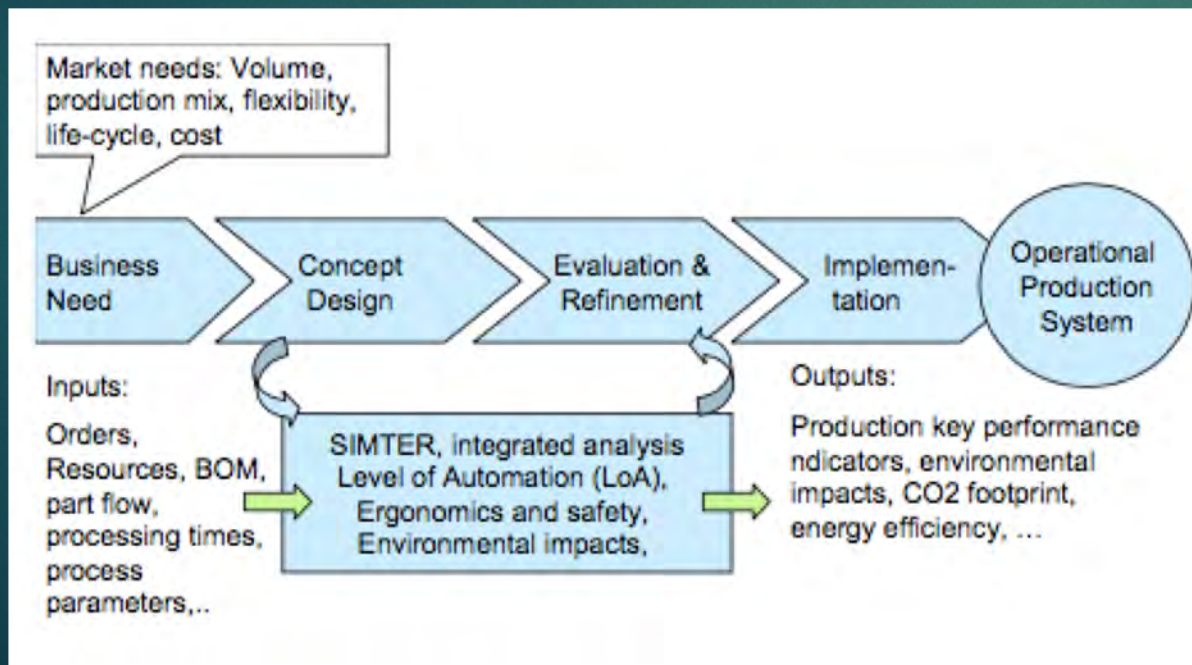 Market needs: Volume,
production mix, flexibility,
life-cycle, cost
Business
Need
Concept
Design
Evaluation &
Refinement
Implemen-
tation
Operational
Production
System
Inputs:
Orders,
Resources, BOM,
part flow,
processing times,
process
parameters,..
SIMTER, integrated analysis
Level of Automation (LoA),
Ergonomics and safety,
Environmental impacts,
Outputs:
Production key performance
ndicators, environmental
impacts, CO2 footprint,
energy efficiency, ...